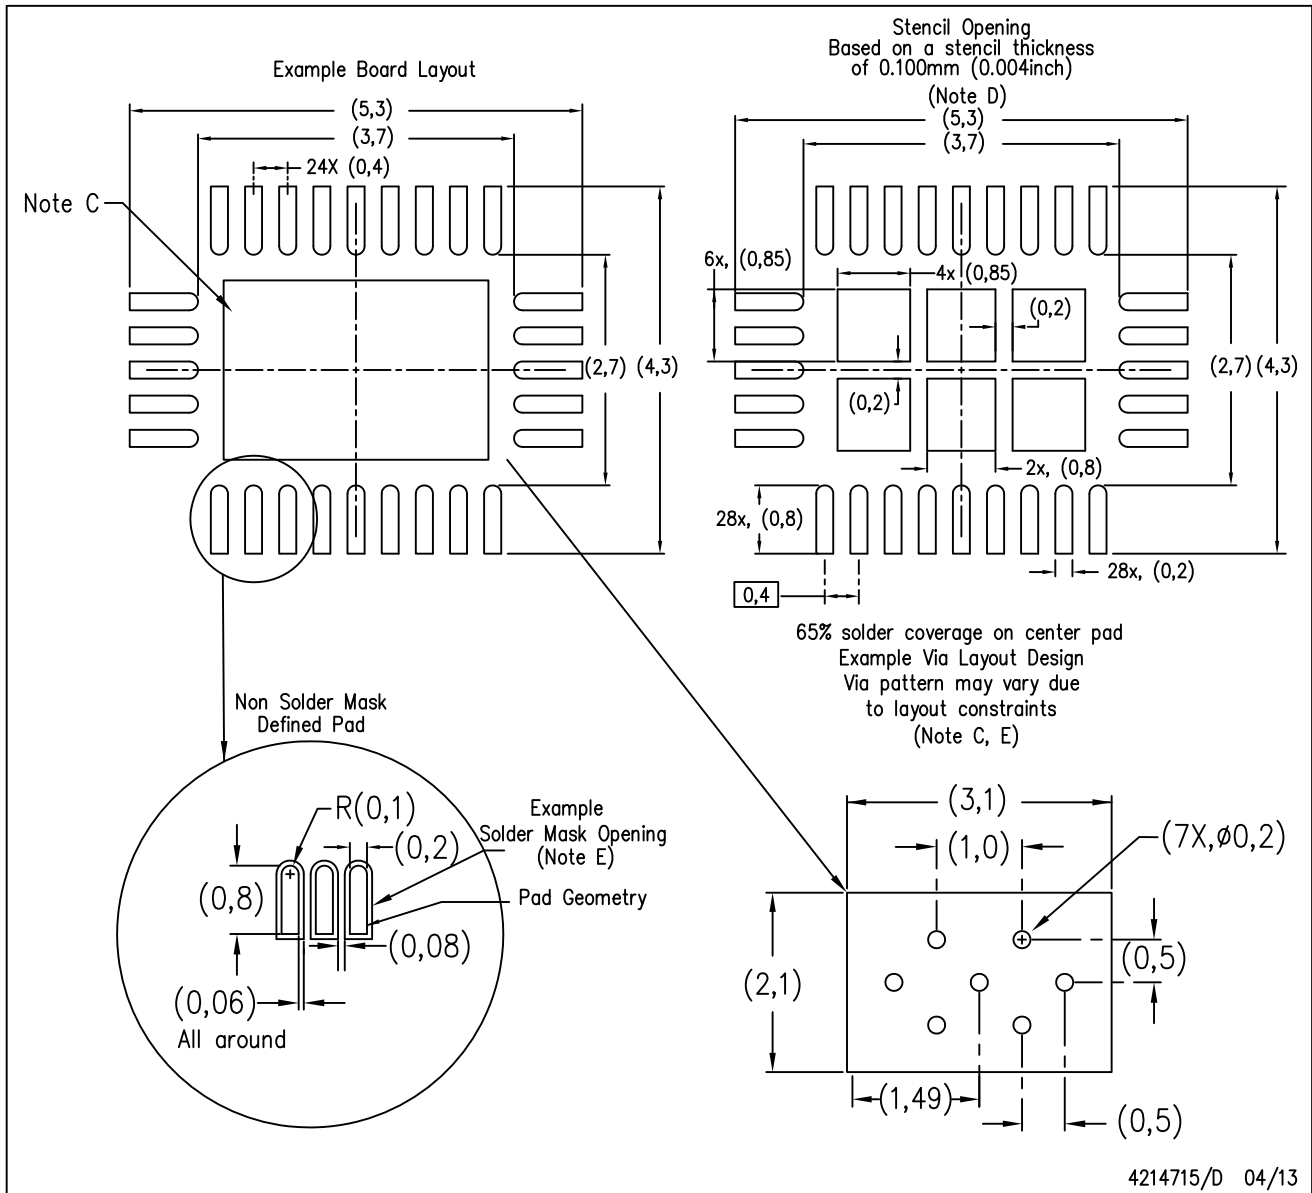 Example Board Layout
(5,3)
(3,7)
24X (0,4)
Note C
(2,7) (4,3)
Stencil Opening
Based on a stencil thickness
of 0.100mm (0.004inch)
(Note D)
(5,3)
(3,7)
6x, (0,85)
4x (0,85)
(0,2)
(2,7) (4,3)
(0,2)
2x, (0,8)
28x, (0,8)
28x, (0,2)
0,4
65% solder coverage on center pad
Example Via Layout Design
Via pattern may vary due
to layout constraints
(Note C, E)
Non Solder Mask
Defined Pad
R(0,1)
Example
Solder Mask Opening
(Note E)
(0,2)
(0,8)
Pad Geometry
(0,08)
(0,06)
All around
(3,1)
(1,0)
(7X,ø0,2)
(2,1)
(0,5)
(1,49)
(0,5)
4214715/D 04/13